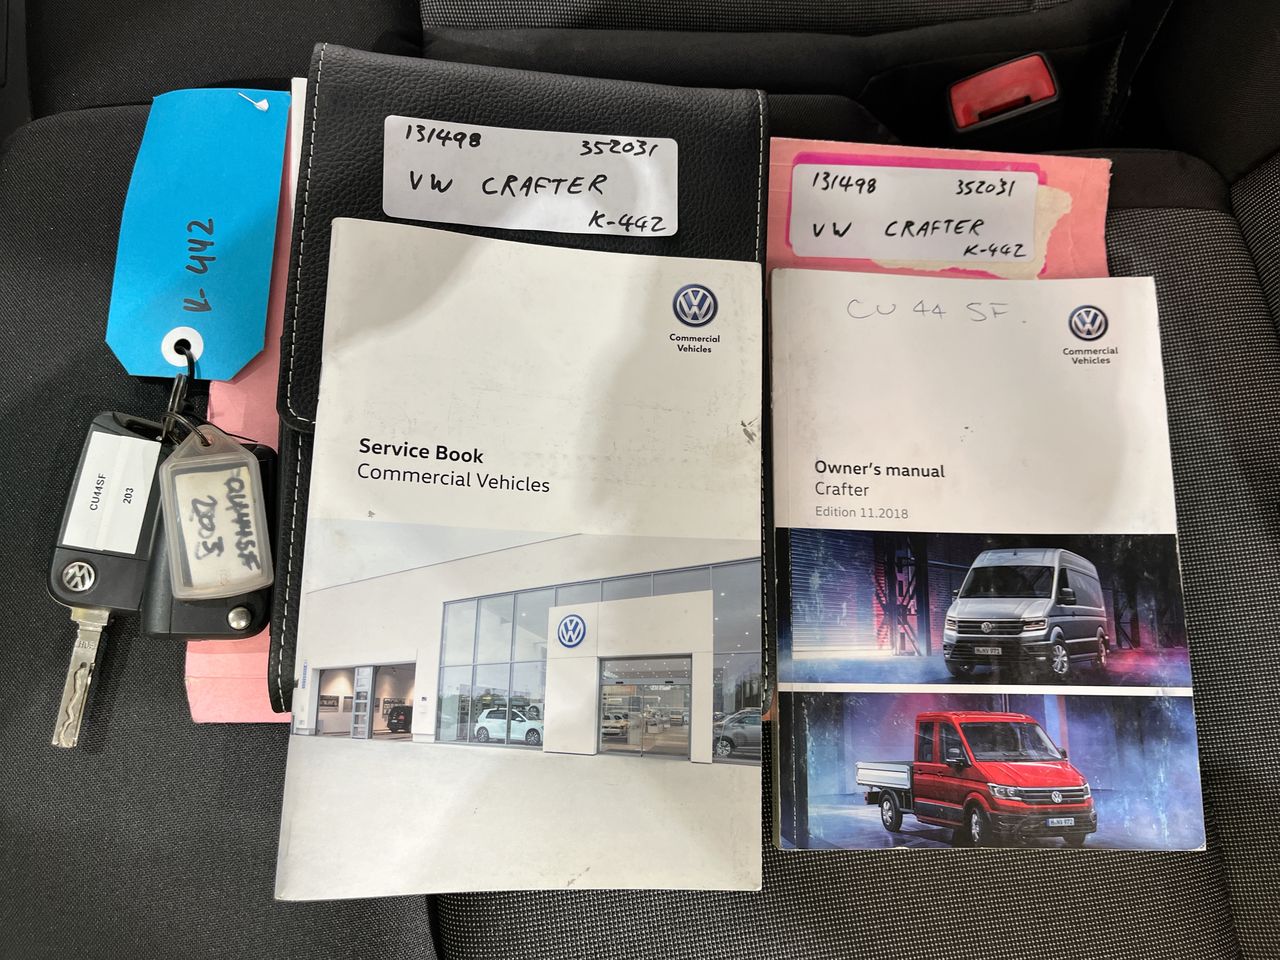 K-442
CU44SF
203
CU44SF
203
131498 352031
VW CRAFTER
K-442
Commercial
Vehicles
Service Book
Commercial Vehicles
131498 352031
VW CRAFTER
K-442
CU 44 SF.
Commercial
Vehicles
Owner's manual
Crafter
Edition 11.2018